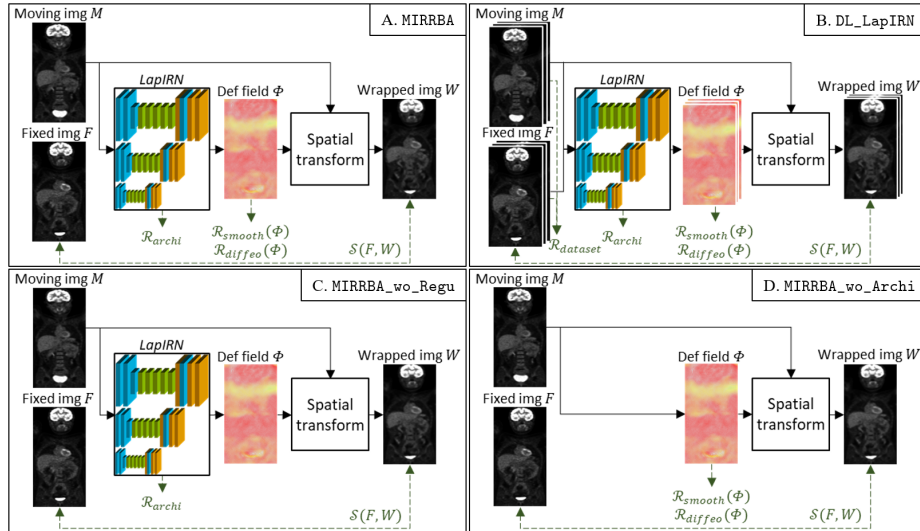 A. MIRRBA
Moving img M
LapIRN
Def field Φ
Wrapped img W
Fixed img F
Spatial
transform
ℛarchi
ℛsmooth(Φ)
ℛdiffeo(Φ)
𝒮(F, W)
B. DL_LapIRN
Moving img M
LapIRN
Def field Φ
Wrapped img W
Fixed img F
Spatial
transform
ℛdataset
ℛarchi
ℛsmooth(Φ)
ℛdiffeo(Φ)
𝒮(F, W)
C. MIRRBA_wo_Regu
Moving img M
LapIRN
Def field Φ
Wrapped img W
Fixed img F
Spatial
transform
ℛarchi
𝒮(F, W)
D. MIRRBA_wo_Archi
Moving img M
Def field Φ
Wrapped img W
Fixed img F
Spatial
transform
ℛsmooth(Φ)
ℛdiffeo(Φ)
𝒮(F, W)